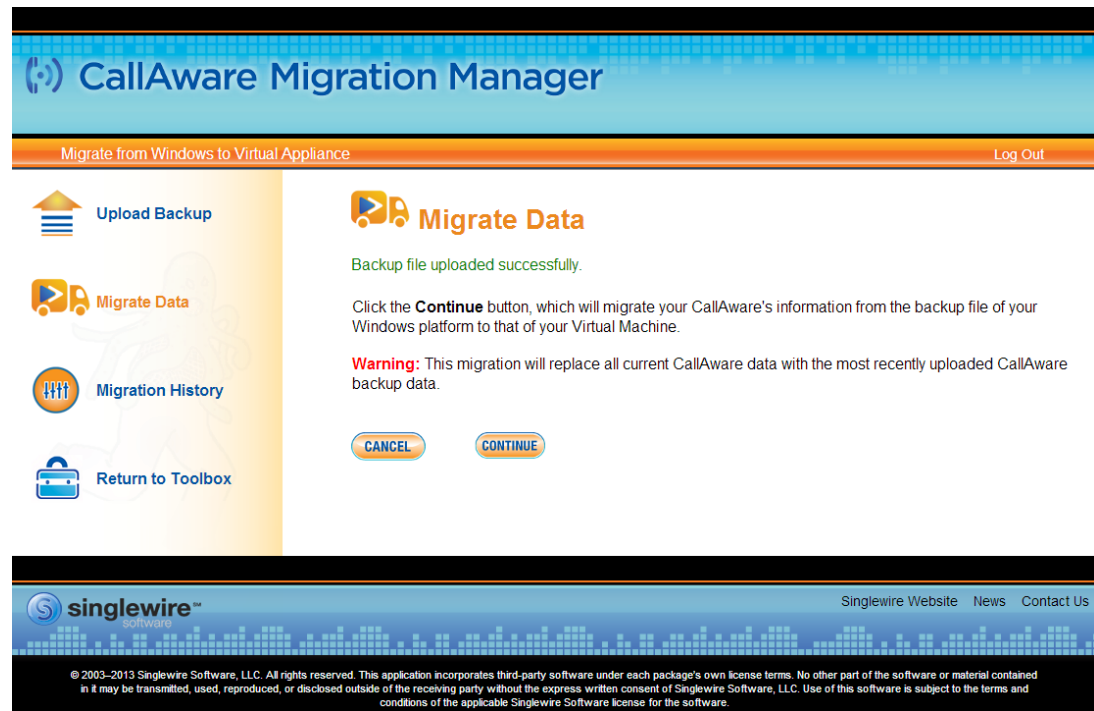 CallAware Migration Manager
Migrate from Windows to Virtual Appliance
Log Out
Upload Backup
Migrate Data
Migration History
Return to Toolbox
Migrate Data
Backup file uploaded successfully.
Click the Continue button, which will migrate your CallAware's information from the backup file of your
Windows platform to that of your Virtual Machine.
Warning: This migration will replace all current CallAware data with the most recently uploaded CallAware
backup data.
CANCEL
CONTINUE
S singlewire℠
software
Singlewire Website News Contact Us
© 2003–2013 Singlewire Software, LLC. All rights reserved. This application incorporates third-party software under each package's own license terms. No other part of the software or material contained
in it may be transmitted, used, reproduced, or disclosed outside of the receiving party without the express written consent of Singlewire Software, LLC. Use of this software is subject to the terms and
conditions of the applicable Singlewire Software license for the software.